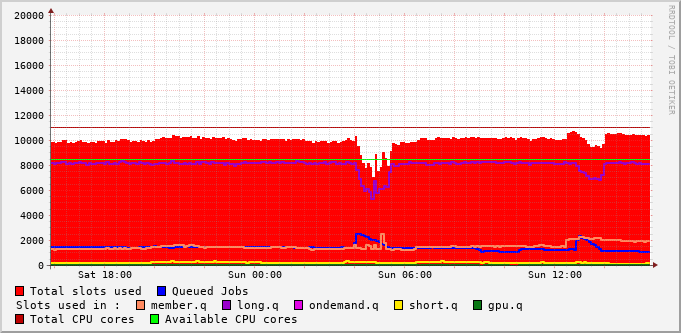 20000
18000
16000
14000
12000
10000
8000
6000
4000
2000
0
Sat 18:00 Sun 00:00 Sun 06:00 Sun 12:00
Total slots used Queued Jobs
Slots used in : member.q long.q ondemand.q short.q gpu.q
Total CPU cores Available CPU cores
RRDTOOL / TOBI OETIKER